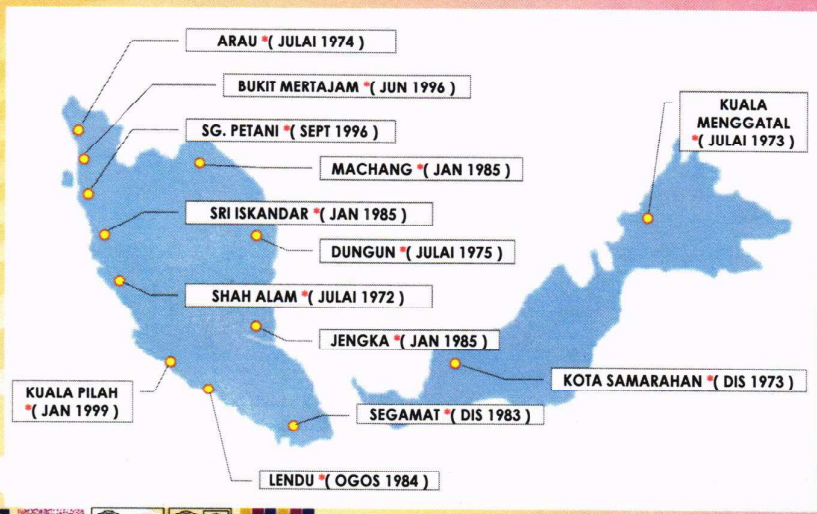 ARAU *( JULAI 1974 )
BUKIT MERTAJAM *( JUN 1996 )
SG. PETANI *( SEPT 1996 )
KUALA
MENGGATAL
*( JULAI 1973 )
MACHANG *( JAN 1985 )
SRI ISKANDAR *( JAN 1985 )
DUNGUN *( JULAI 1975 )
SHAH ALAM *( JULAI 1972 )
JENGKA *( JAN 1985 )
KOTA SAMARAHAN *( DIS 1973 )
KUALA PILAH
*( JAN 1999 )
SEGAMAT *( DIS 1983 )
LENDU *( OGOS 1984 )